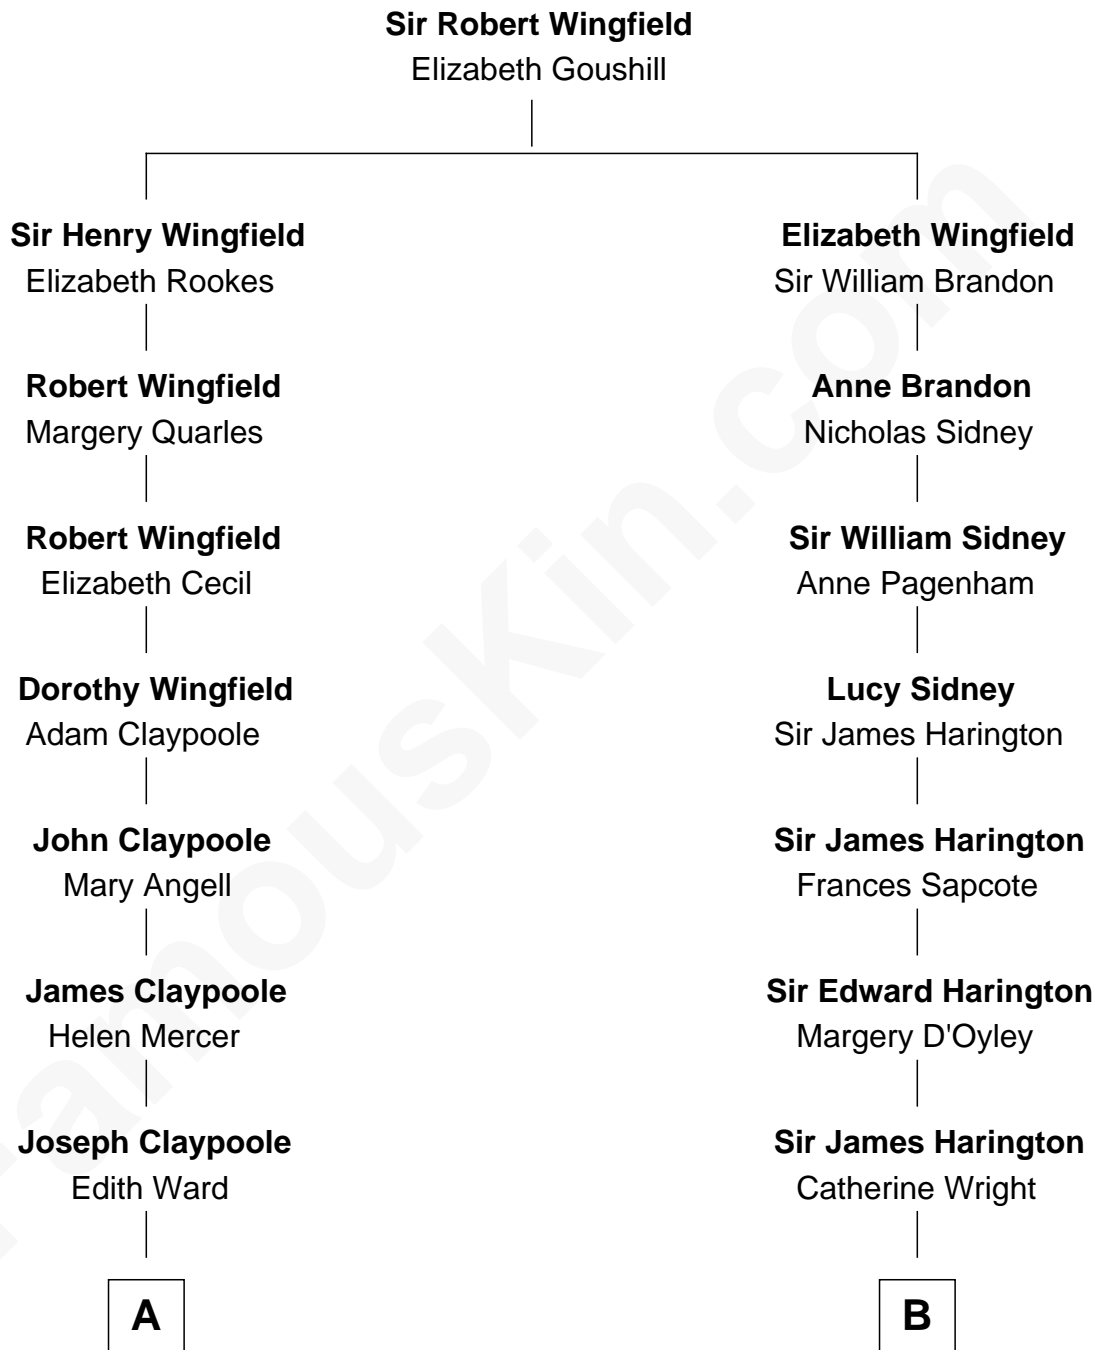 Sir Robert Wingfield
Elizabeth Goushill
Sir Henry Wingfield
Elizabeth Rookes
Elizabeth Wingfield
Sir William Brandon
Robert Wingfield
Margery Quarles
Anne Brandon
Nicholas Sidney
Robert Wingfield
Elizabeth Cecil
Sir William Sidney
Anne Pagenham
Dorothy Wingfield
Adam Claypoole
Lucy Sidney
Sir James Harington
John Claypoole
Mary Angell
Sir James Harington
Frances Sapcote
James Claypoole
Helen Mercer
Sir Edward Harington
Margery D'Oyley
Joseph Claypoole
Edith Ward
Sir James Harington
Catherine Wright
A
B
FamousKin.com